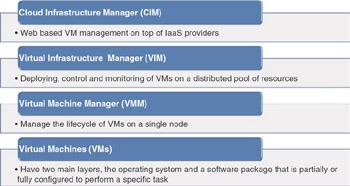 Cloud Infrastructure Manager (CIM)
• Web based VM management on top of IaaS providers
Virtual Infrastructure Manager (VIM)
• Deploying, control and monitoring of VMs on a distributed pool of resources
Virtual Machine Manager (VMM)
• Manage the lifecycle of VMs on a single node
Virtual Machines (VMs)
• Have two main layers, the operating system and a software package that is partially or
fully configured to perform a specific task